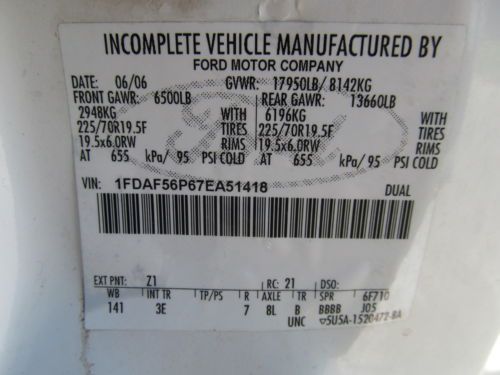 INCOMPLETE VEHICLE MANUFACTURED BY
FORD MOTOR COMPANY
DATE: 06/06 GVWR: 17950LB/ 8142KG
FRONT GAWR: 6500LB REAR GAWR: 13660LB
2948KG WITH 6196KG WITH
225/70R19.5F TIRES 225/70R19.5F TIRES
19.5x6.0RW RIMS 19.5x6.0RW RIMS
AT 655 kPa/ 95 PSI COLD AT 655 kPa/ 95 PSI COLD
VIN: 1FDAF56P67EA51418 DUAL
EXT PNT: Z1 RC: 21 DSO:
WB INT TR TP/PS R AXLE TR SPR 6F710
141 3E 7 8L B BBBB J05
UNC ▽5U5A-1520472-BA